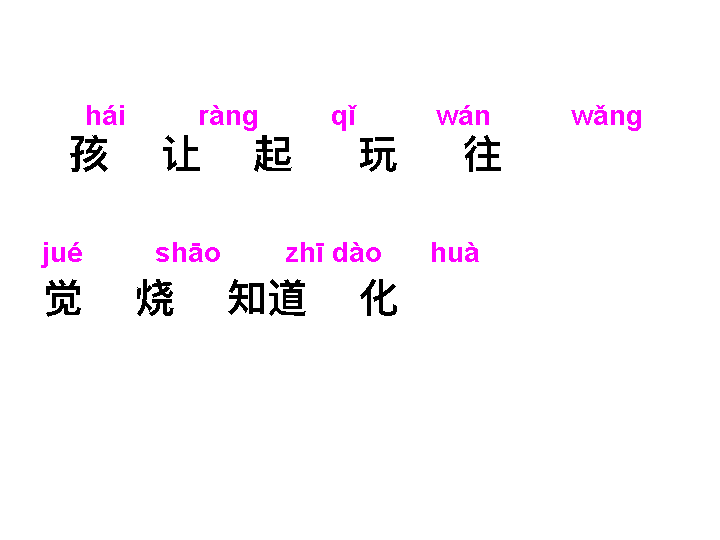 hái ràng qǐ wán wǎng
孩 让 起 玩 往
jué shāo zhī dào huà
觉 烧 知道 化